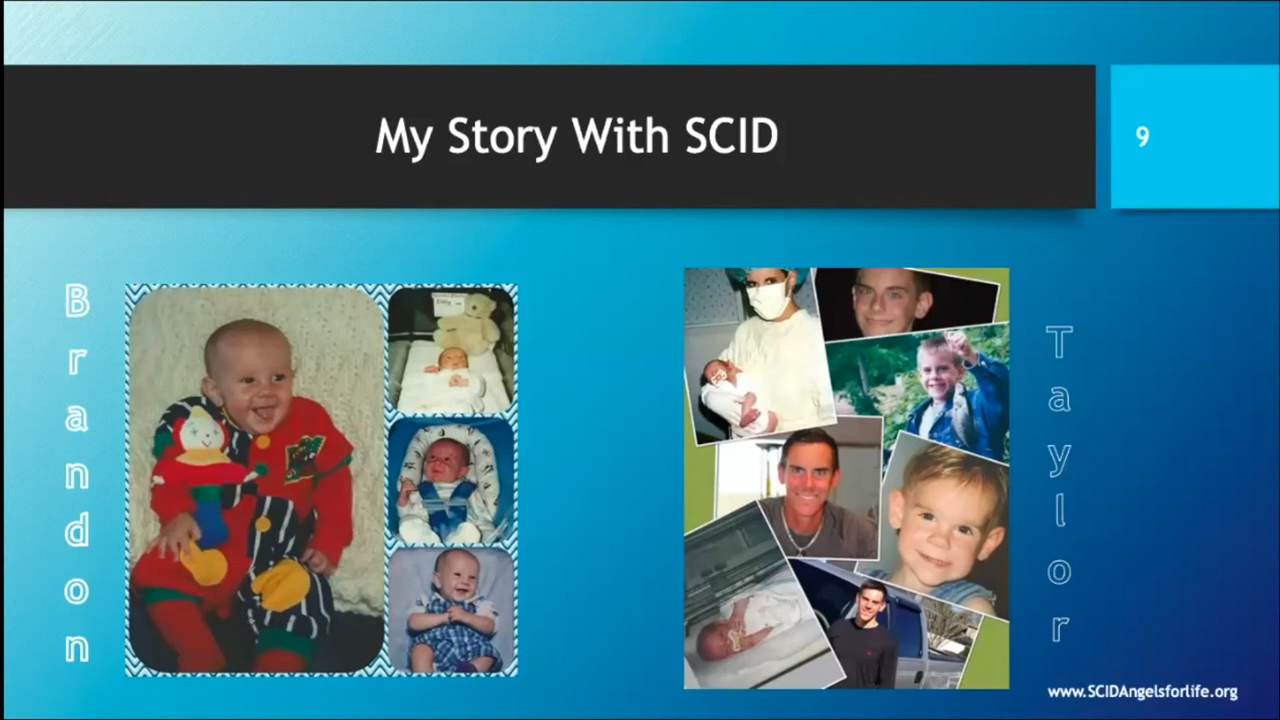 My Story With SCID
9
Brandon
Taylor
www.SCIDAngelsforlife.org